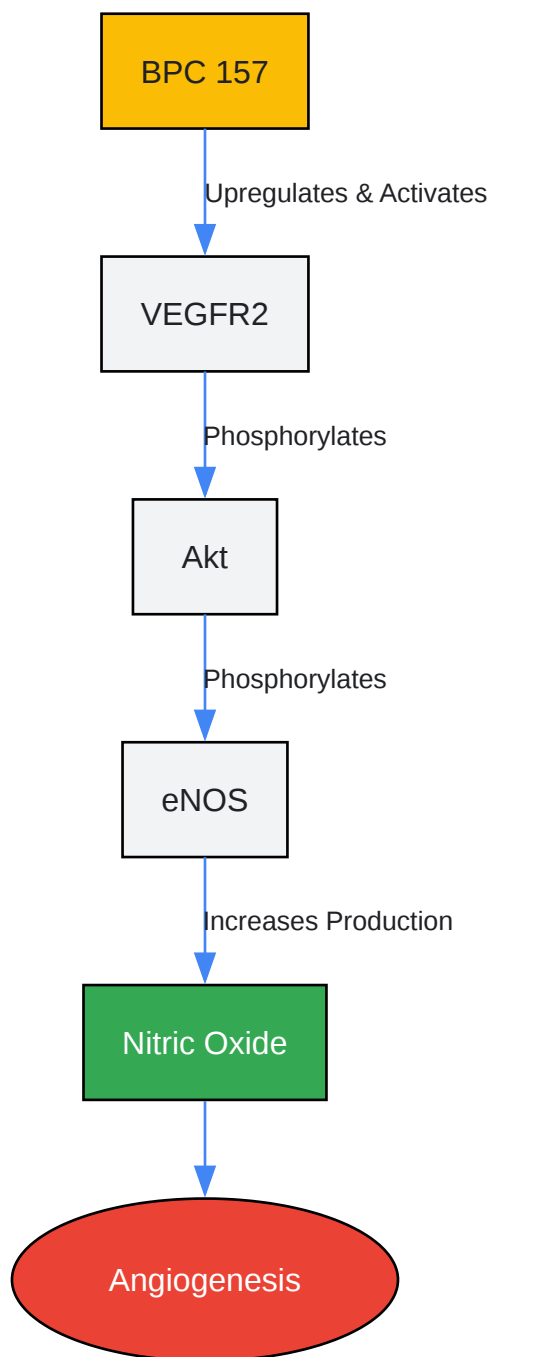 BPC 157
Upregulates & Activates
VEGFR2
Phosphorylates
Akt
Phosphorylates
eNOS
Increases Production
Nitric Oxide
Angiogenesis